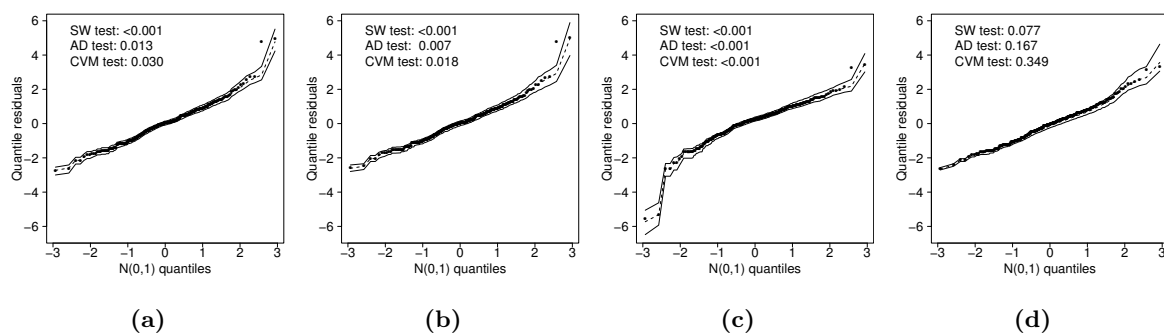 SW test: <0.001
AD test: 0.013
CVM test: 0.030
Quantile residuals
6
4
2
0
−2
−4
−6
−3 −2 −1 0 1 2 3
N(0,1) quantiles
(a)
SW test: <0.001
AD test: 0.007
CVM test: 0.018
Quantile residuals
6
4
2
0
−2
−4
−6
−3 −2 −1 0 1 2 3
N(0,1) quantiles
(b)
SW test: <0.001
AD test: <0.001
CVM test: <0.001
Quantile residuals
6
4
2
0
−2
−4
−6
−3 −2 −1 0 1 2 3
N(0,1) quantiles
(c)
SW test: 0.077
AD test: 0.167
CVM test: 0.349
Quantile residuals
6
4
2
0
−2
−4
−6
−3 −2 −1 0 1 2 3
N(0,1) quantiles
(d)